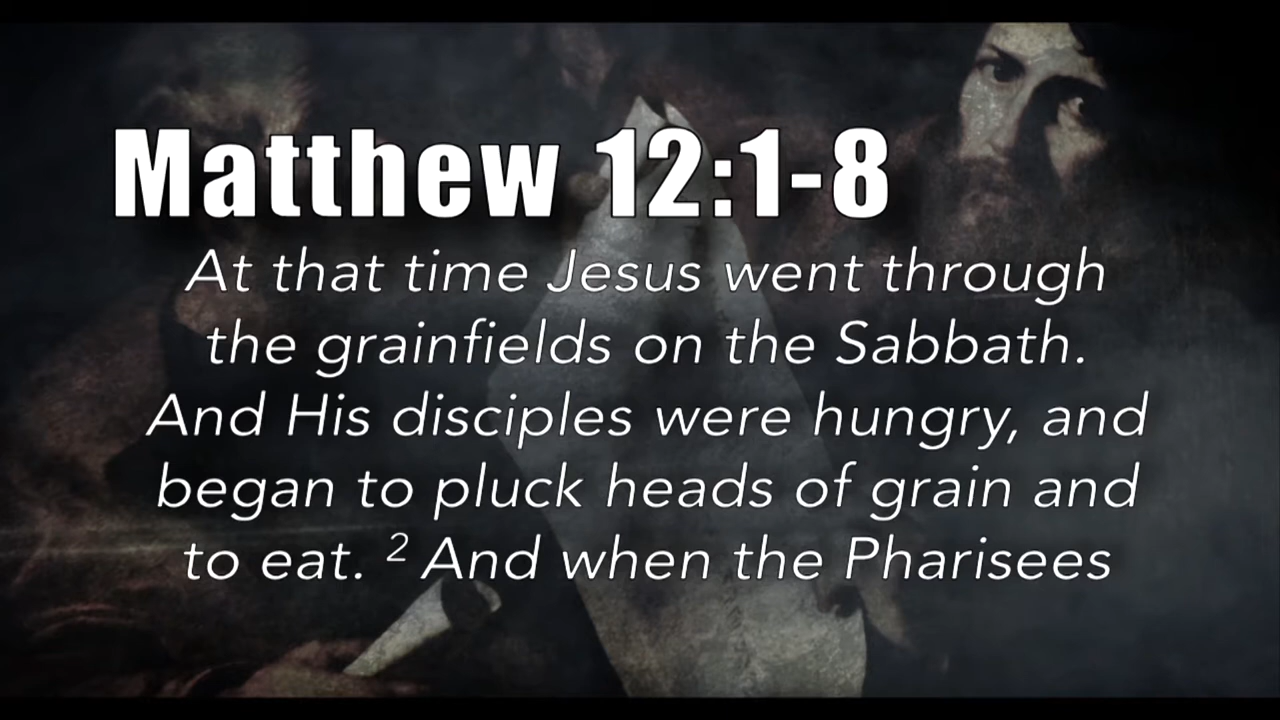 Matthew 12:1-8
At that time Jesus went through
the grainfields on the Sabbath.
And His disciples were hungry, and
began to pluck heads of grain and
to eat. ² And when the Pharisees